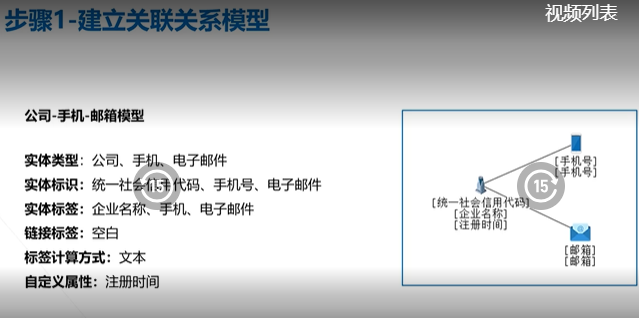 步骤1-建立关联关系模型
视频列表
公司-手机-邮箱模型
实体类型：公司、手机、电子邮件
实体标识：统一社会信用代码、手机号、电子邮件
实体标签：企业名称、手机、电子邮件
链接标签：空白
标签计算方式：文本
自定义属性：注册时间
15
15
[手机号]
[手机号]
[统一社会信用代码]
[企业名称]
[注册时间]
[邮箱]
[邮箱]